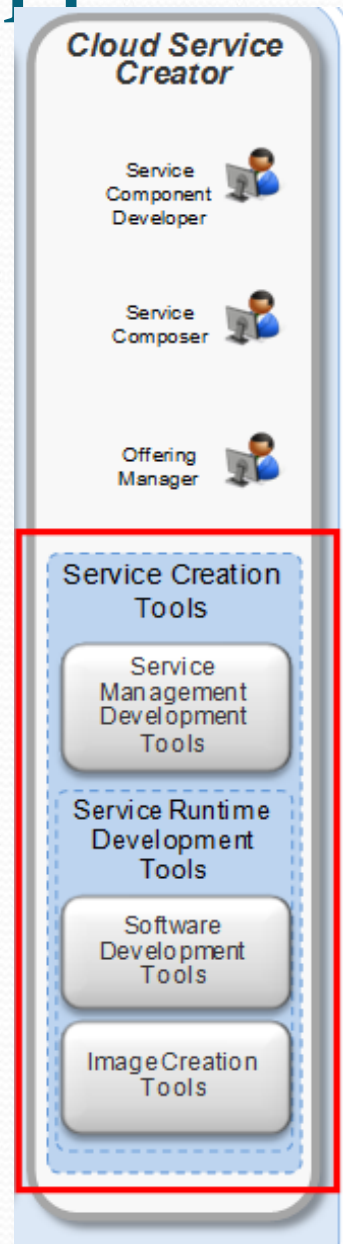 Cloud Service
Creator
Service
Component
Developer
Service
Composer
Offering
Manager
Service Creation
Tools
Service
Management
Development
Tools
Service Runtime
Development
Tools
Software
Development
Tools
Image Creation
Tools